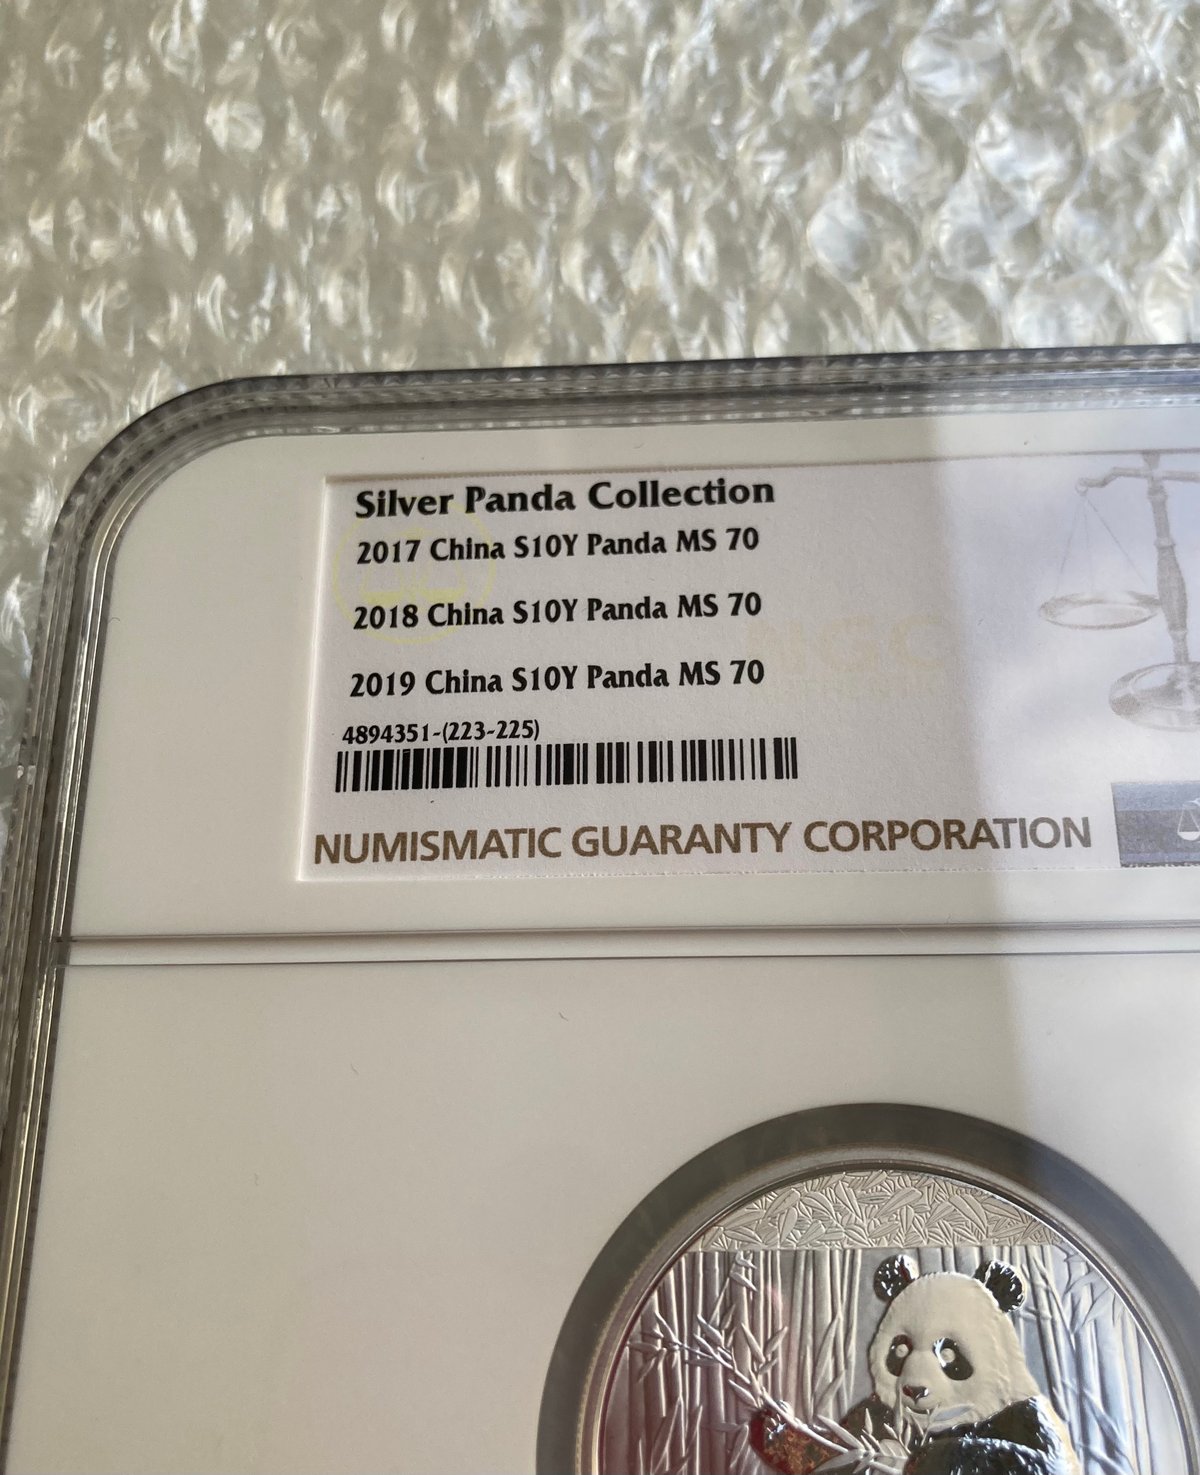 Silver Panda Collection
2017 China S10Y Panda MS 70
2018 China S10Y Panda MS 70
2019 China S10Y Panda MS 70
4894351-(223-225)
NGC
NUMISMATIC GUARANTY CORPORATION